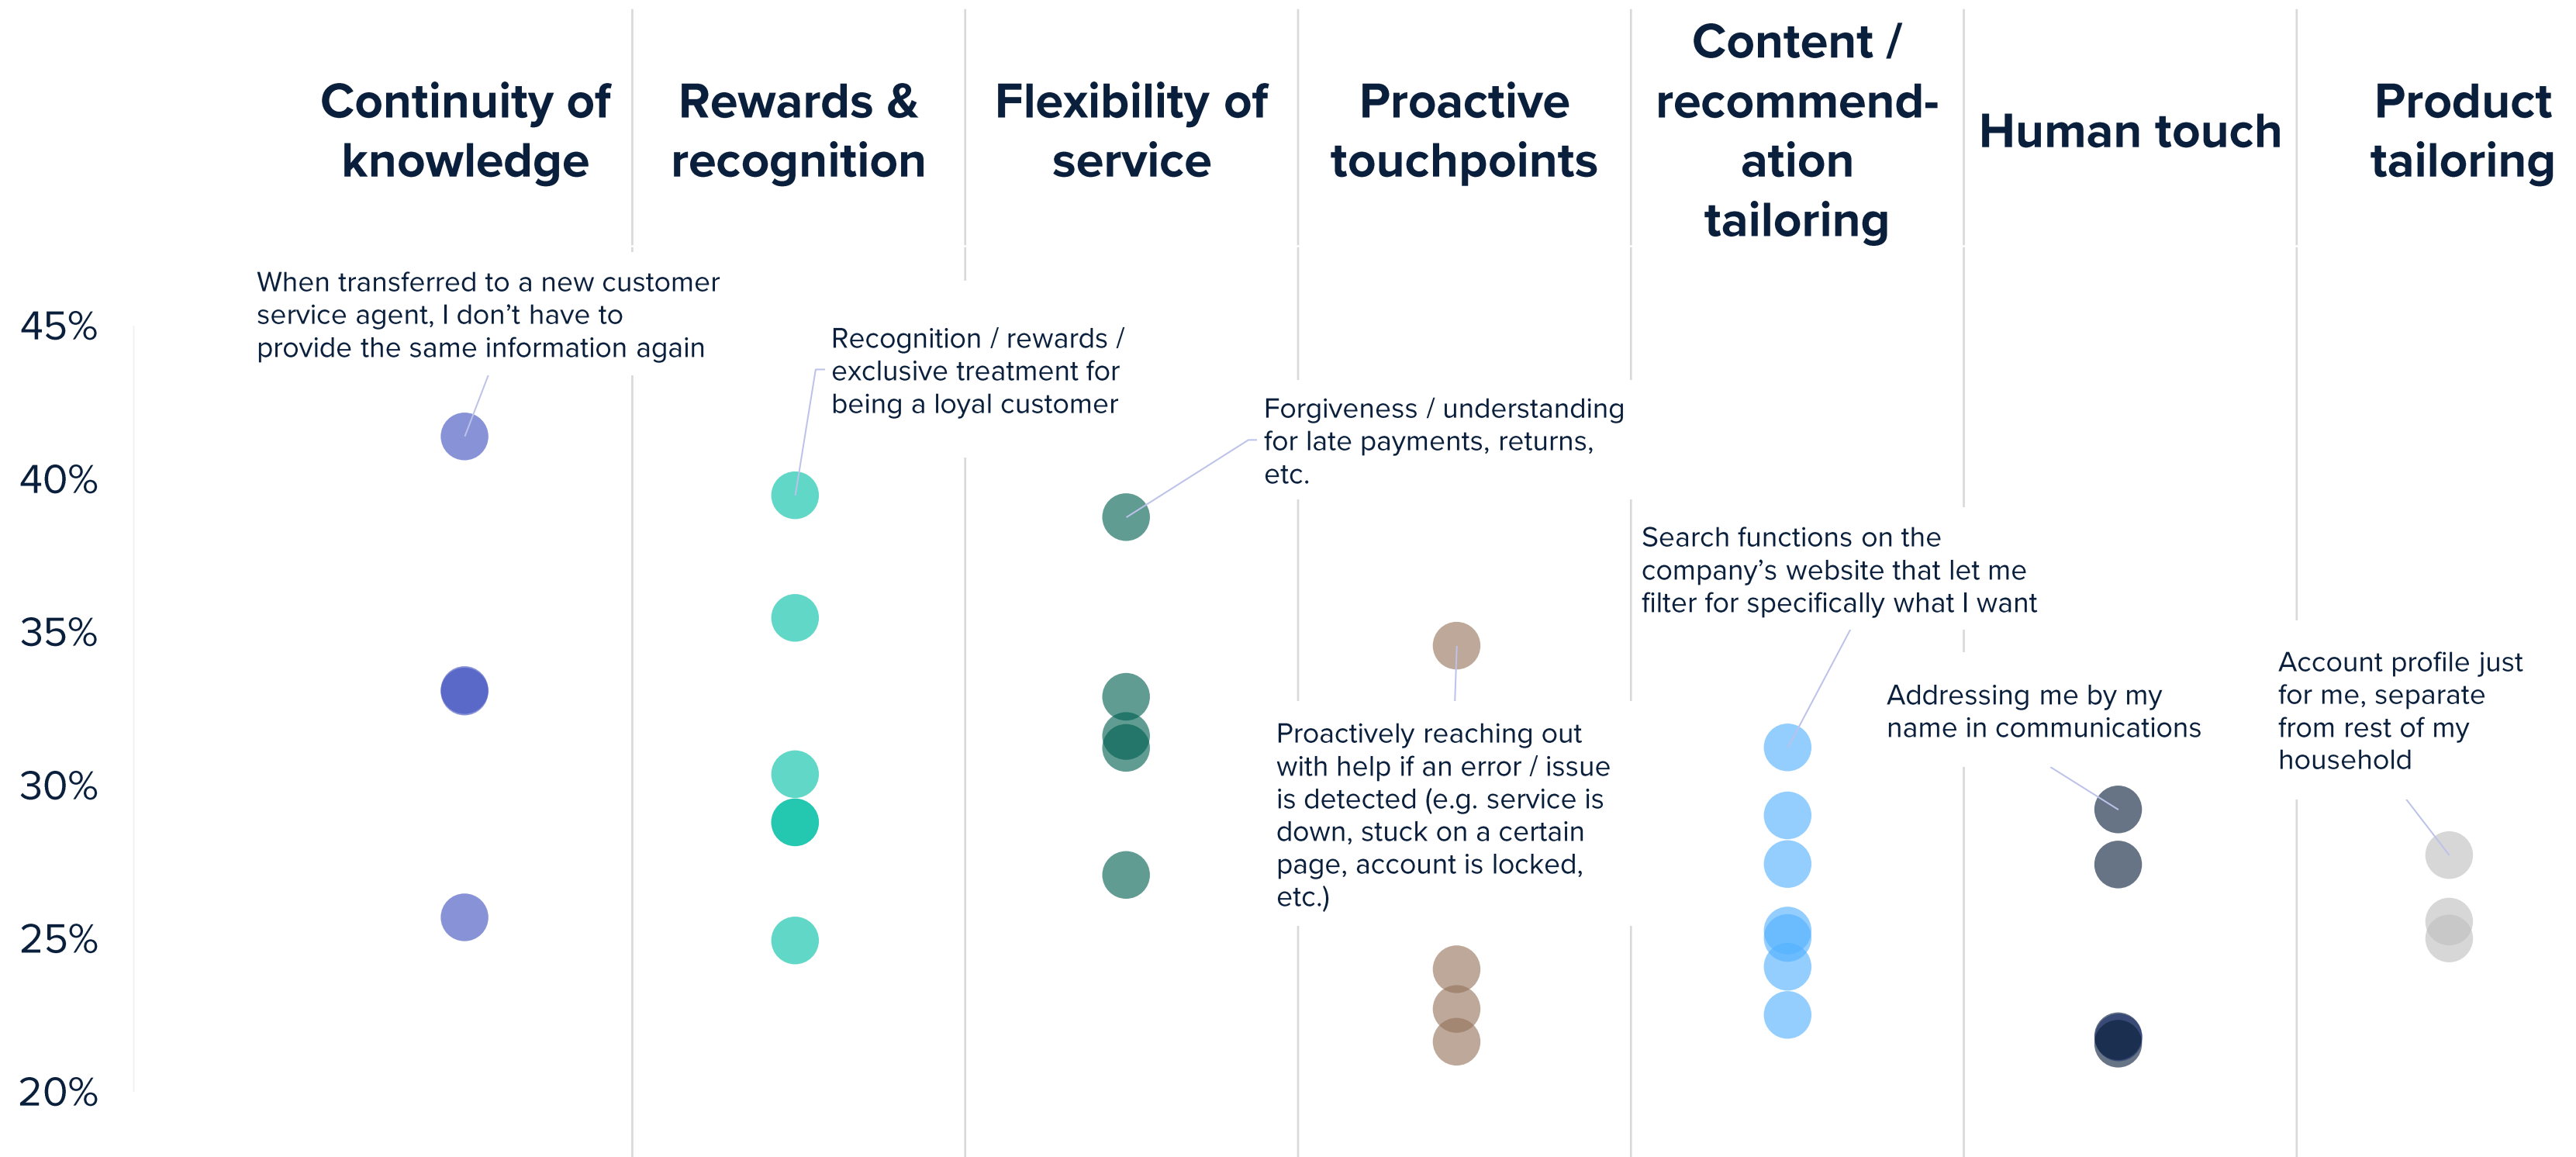 Continuity of
knowledge
Rewards &
recognition
Flexibility of
service
Proactive
touchpoints
Content /
recommend-
ation
tailoring
Human touch
Product
tailoring
45%
40%
35%
30%
25%
20%
When transferred to a new customer
service agent, I don’t have to
provide the same information again
Recognition / rewards /
exclusive treatment for
being a loyal customer
Forgiveness / understanding
for late payments, returns,
etc.
Proactively reaching out
with help if an error / issue
is detected (e.g. service is
down, stuck on a certain
page, account is locked,
etc.)
Search functions on the
company’s website that let me
filter for specifically what I want
Addressing me by my
name in communications
Account profile just
for me, separate
from rest of my
household